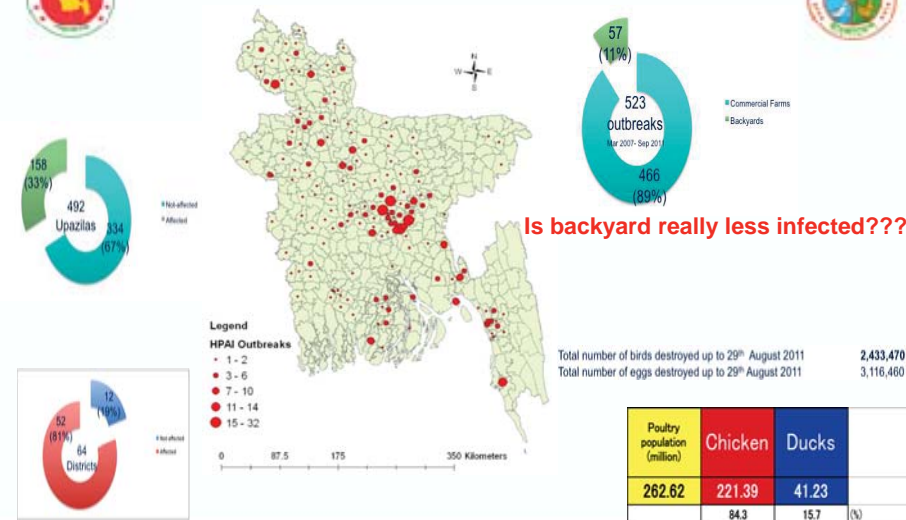 57
(11%)
523
outbreaks
Mar 2007- Sep 2011
466
(89%)
Commercial Farms
Backyards
Is backyard really less infected???
158
(33%)
492
Upazilas
334
(67%)
Not-affected
Affected
N
W
E
S
Legend
HPAI Outbreaks
1 - 2
3 - 6
7 - 10
11 - 14
15 - 32
0 87.5 175 350 Kilometers
12
(19%)
52
(81%)
64
Districts
Not affected
Affected
Total number of birds destroyed up to 29th August 2011 2,433,470
Total number of eggs destroyed up to 29th August 2011 3,116,460
Poultry population (million) Chicken Ducks
262.62 221.39 41.23
84.3 15.7 (%)